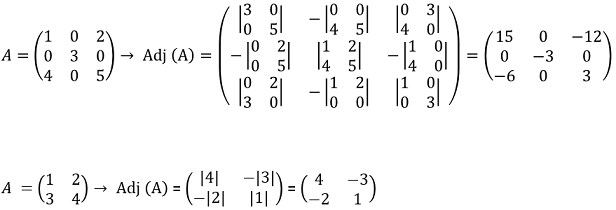 A = (1 0 2; 0 3 0; 4 0 5) → Adj (A) = (|3 0; 0 5| −|0 0; 4 5| |0 3; 4 0|; −|0 2; 0 5| |1 2; 4 5| −|1 0; 4 0|; |0 2; 3 0| −|1 2; 0 0| |1 0; 0 3|) = (15 0 −12; 0 −3 0; −6 0 3)
A = (1 2; 3 4) → Adj (A) = (|4| −|3|; −|2| |1|) = (4 −3; −2 1)